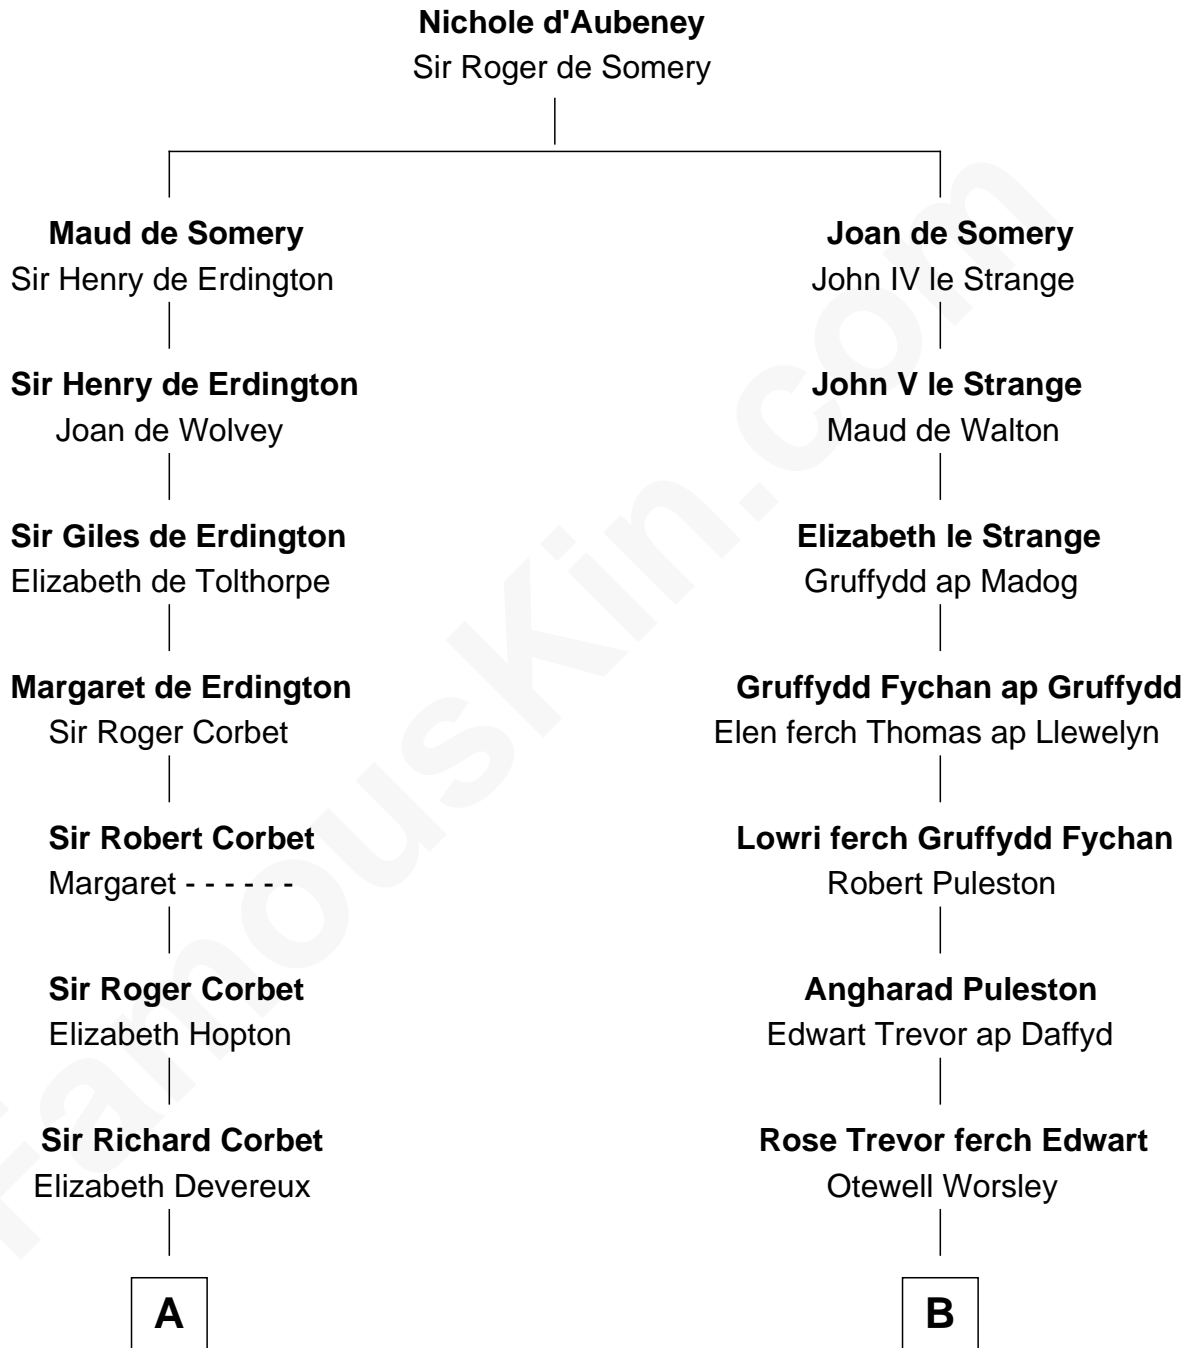 Nichole d'Aubeney
Sir Roger de Somery
Maud de Somery
Sir Henry de Erdington
Joan de Somery
John IV le Strange
Sir Henry de Erdington
Joan de Wolvey
John V le Strange
Maud de Walton
Sir Giles de Erdington
Elizabeth de Tolthorpe
Elizabeth le Strange
Gruffydd ap Madog
Margaret de Erdington
Sir Roger Corbet
Gruffydd Fychan ap Gruffydd
Elen ferch Thomas ap Llewelyn
Sir Robert Corbet
Margaret - - - - - -
Lowri ferch Gruffydd Fychan
Robert Puleston
Sir Roger Corbet
Elizabeth Hopton
Angharad Puleston
Edwart Trevor ap Daffyd
Sir Richard Corbet
Elizabeth Devereux
Rose Trevor ferch Edwart
Otewell Worsley
A
B
FamousKin.com